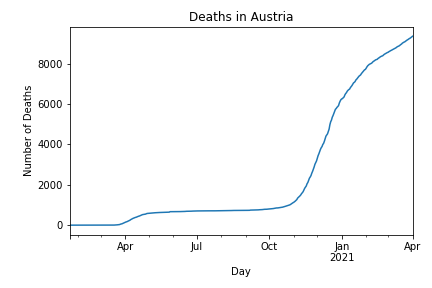 Deaths in Austria
Number of Deaths
8000
6000
4000
2000
0
Apr Jul Oct Jan Apr
2021
Day